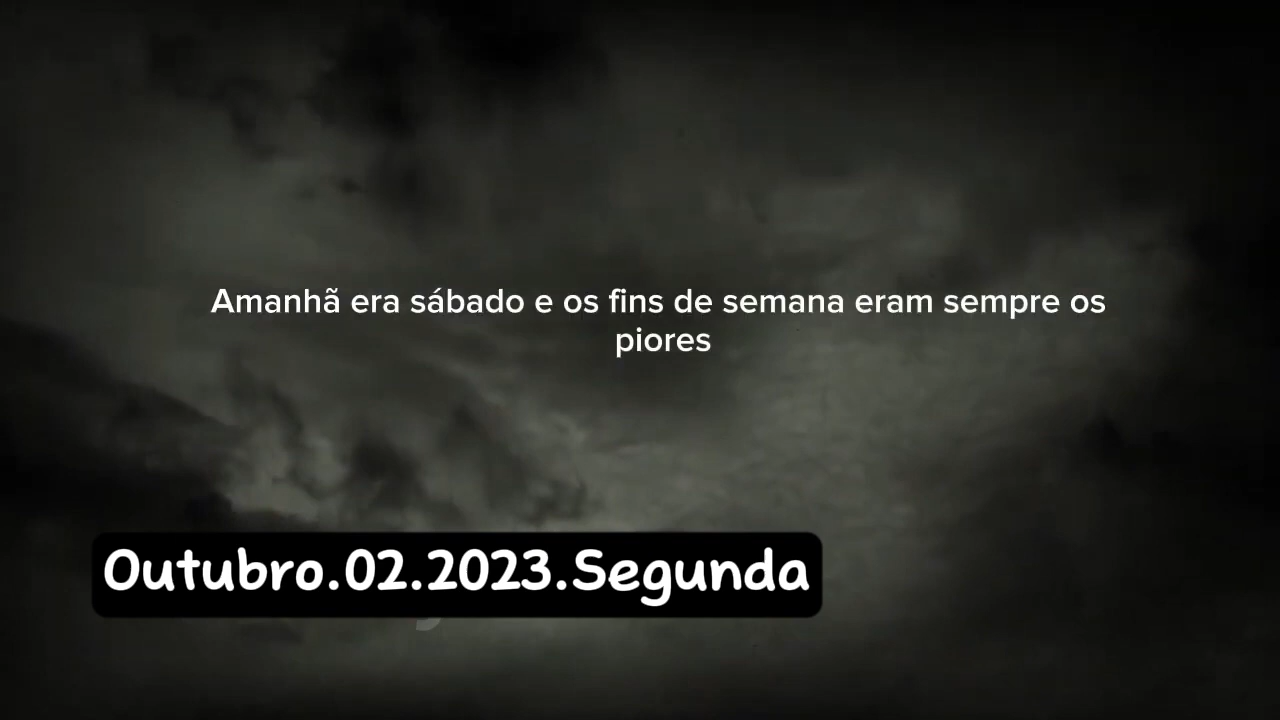 Amanhã era sábado e os fins de semana eram sempre os
piores
Outubro.02.2023.Segunda